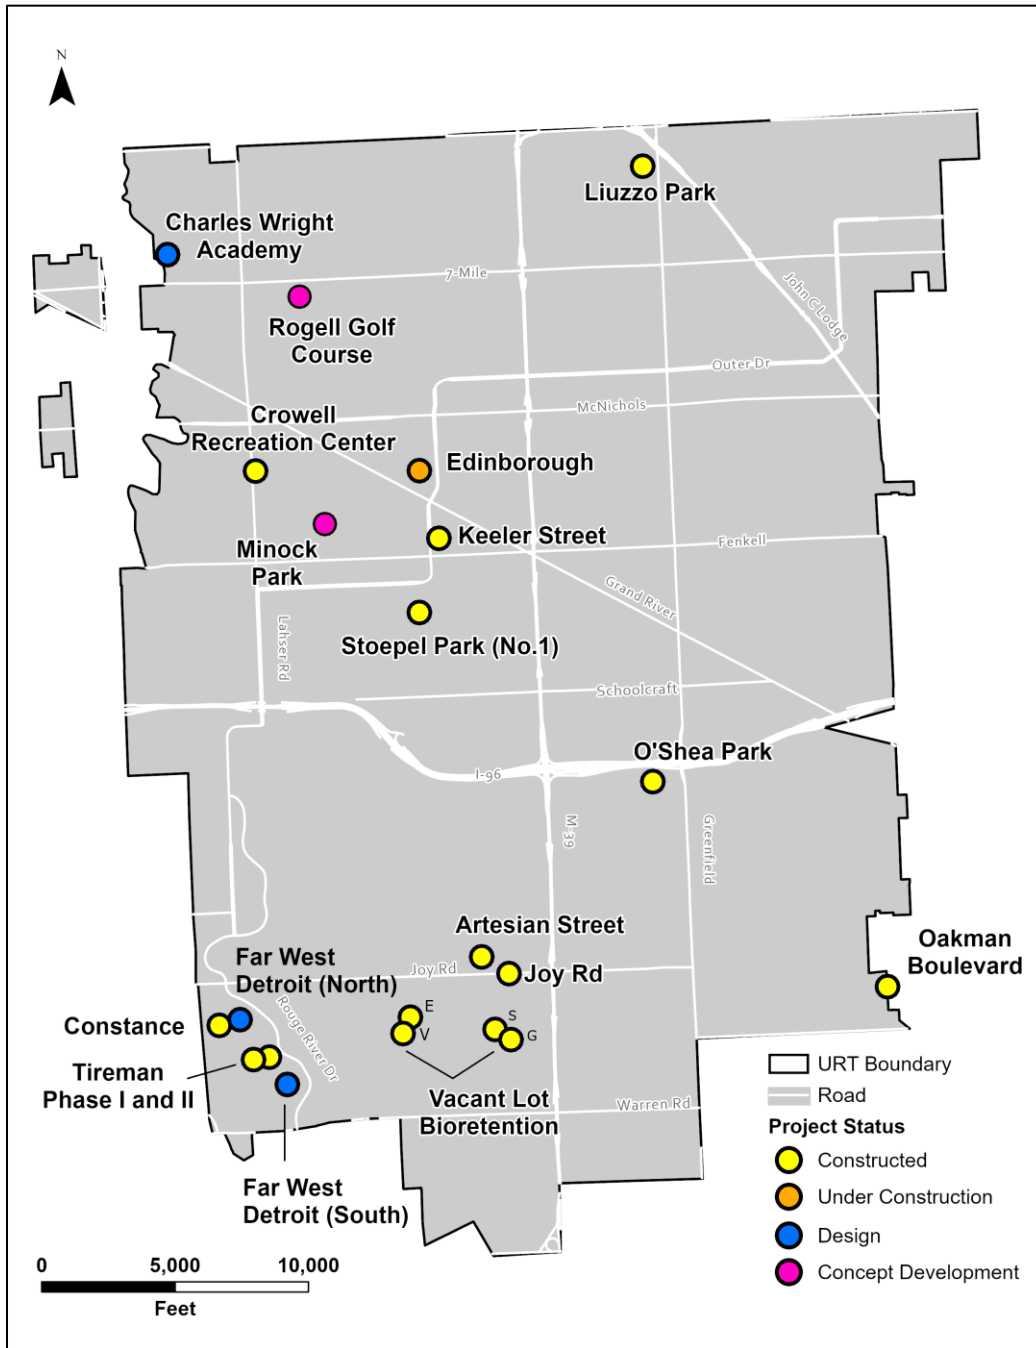 N
Liuzzo Park
Charles Wright
Academy
7-Mile
John C Lodge
Rogell Golf
Course
Outer Dr
McNichols
Crowell
Recreation Center
Edinborough
Keeler Street
Fenkell
Minock
Park
Grand River
Lahser Rd
Stoepel Park (No.1)
Schoolcraft
O'Shea Park
I-96
M-39
Greenfield
Artesian Street
Oakman
Boulevard
Far West
Detroit (North)
Joy Rd
Joy Rd
Rouge River Dr
E
V
S
G
Constance
Tireman
Phase I and II
Vacant Lot
Bioretention
Warren Rd
Far West
Detroit (South)
URT Boundary
Road
Project Status
Constructed
Under Construction
Design
Concept Development
0 5,000 10,000
Feet